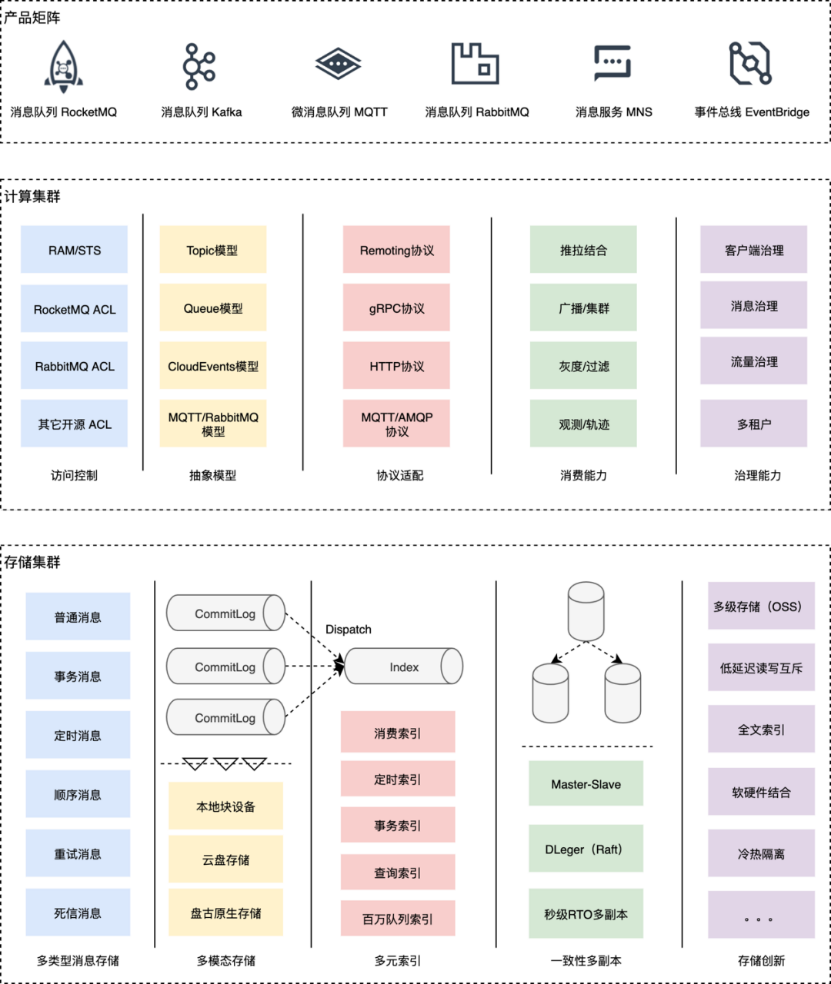 产品矩阵
消息队列 RocketMQ
消息队列 Kafka
微消息队列 MQTT
消息队列 RabbitMQ
消息服务 MNS
事件总线 EventBridge
计算集群
RAM/STS
RocketMQ ACL
RabbitMQ ACL
其它开源 ACL
访问控制
Topic模型
Queue模型
CloudEvents模型
MQTT/RabbitMQ
模型
抽象模型
Remoting协议
gRPC协议
HTTP协议
MQTT/AMQP
协议
协议适配
推拉结合
广播/集群
灰度/过滤
观测/轨迹
消费能力
客户端治理
消息治理
流量治理
多租户
治理能力
存储集群
普通消息
事务消息
定时消息
顺序消息
重试消息
死信消息
多类型消息存储
CommitLog
CommitLog
CommitLog
本地块设备
云盘存储
盘古原生存储
多模态存储
Dispatch
Index
消费索引
定时索引
事务索引
查询索引
百万队列索引
多元索引
Master-Slave
DLeger（Raft）
秒级RTO多副本
一致性多副本
多级存储（OSS）
低延迟读写互斥
全文索引
软硬件结合
冷热隔离
。。。
存储创新